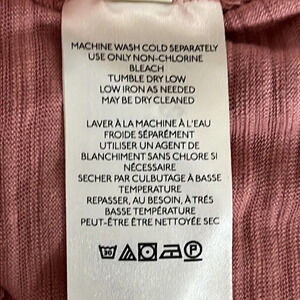 MACHINE WASH COLD SEPARATELY
USE ONLY NON-CHLORINE
BLEACH
TUMBLE DRY LOW
LOW IRON AS NEEDED
MAY BE DRY CLEANED
LAVER À LA MACHINE À L'EAU
FROIDE SÉPARÉMENT
UTILISER UN AGENT DE
BLANCHIMENT SANS CHLORE SI
NÉCESSAIRE
SECHER PAR CULBUTAGE À BASSE
TEMPERATURE
REPASSER, AU BESOIN, À TRÉS
BASSE TEMPÉRATURE
PEUT-ÊTRE ÊTRE NETTOYÉE SEC
30 P